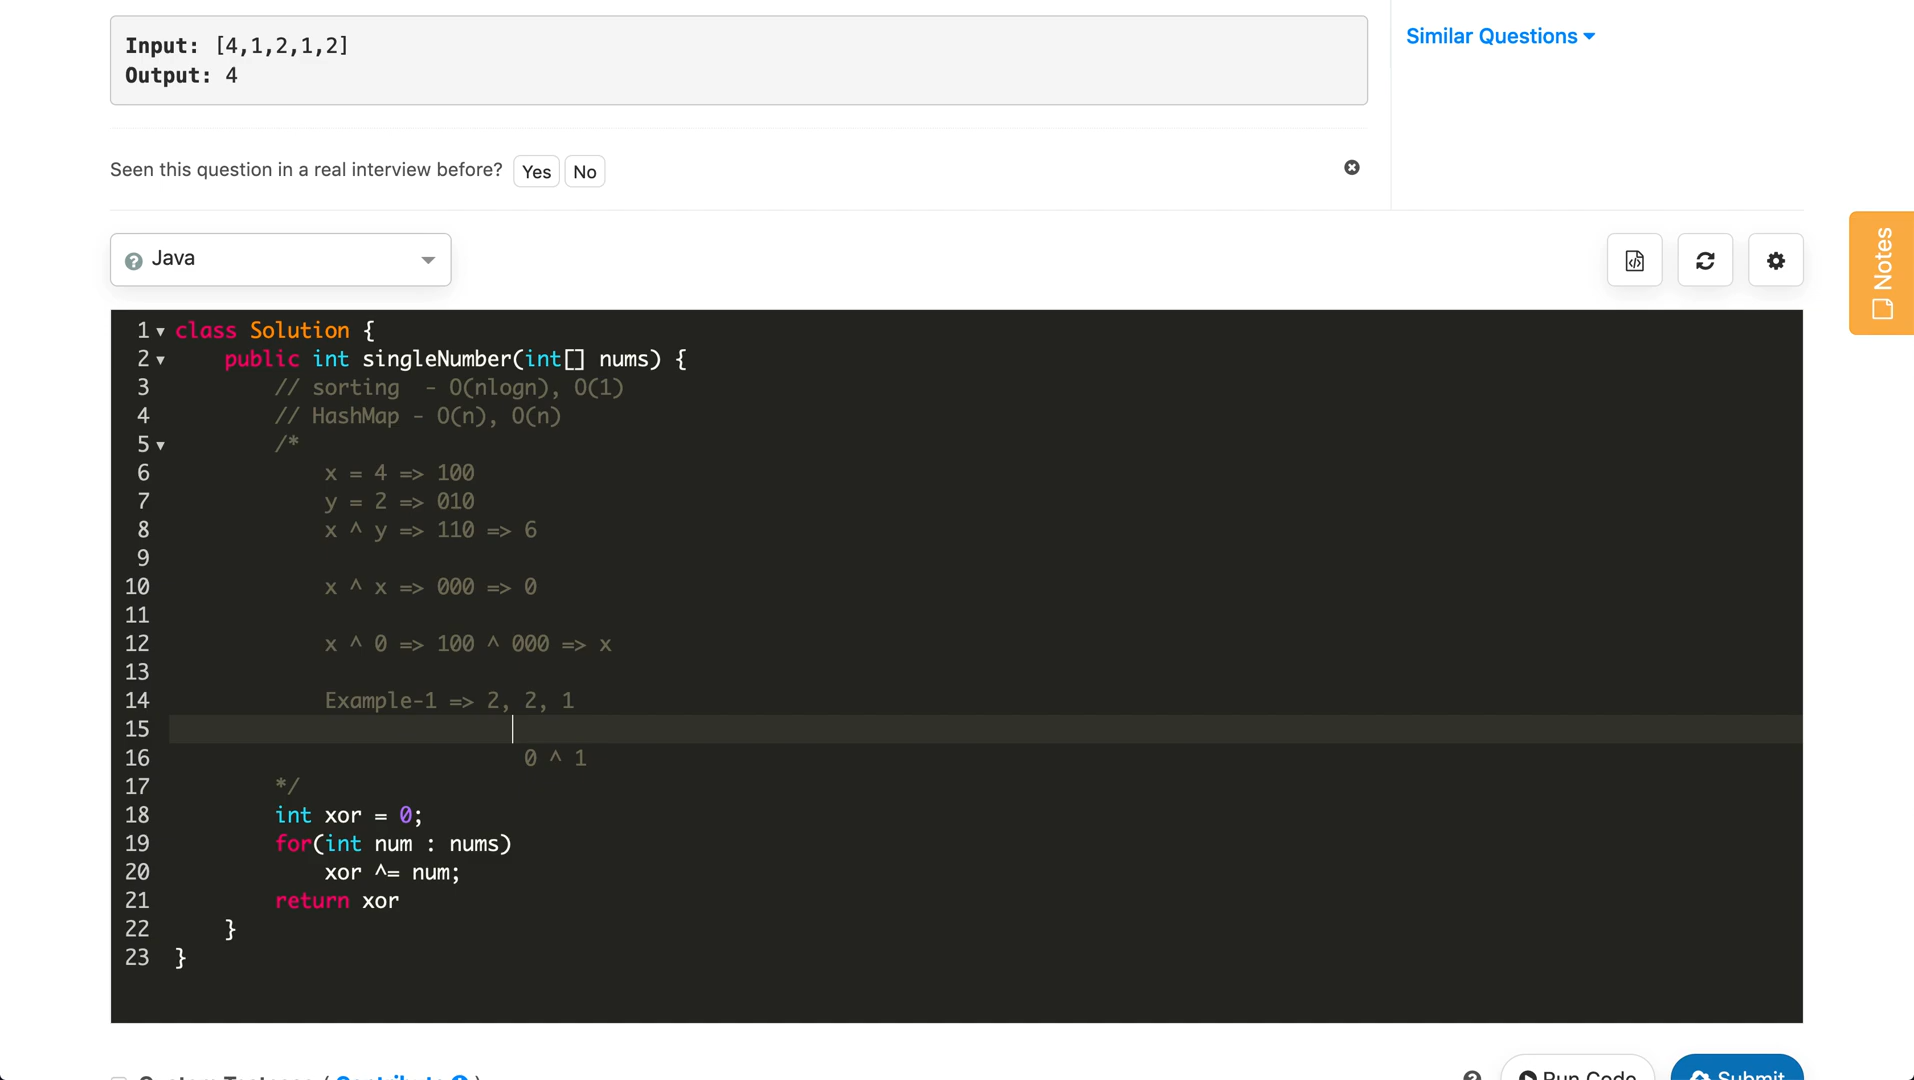 Input: [4,1,2,1,2]
Output: 4
Similar Questions
Seen this question in a real interview before? Yes No
Java
Notes
1 class Solution {
2     public int singleNumber(int[] nums) {
3         // sorting  - O(nlogn), O(1)
4         // HashMap - O(n), O(n)
5         /*
6             x = 4 => 100
7             y = 2 => 010
8             x ^ y => 110 => 6
9
10             x ^ x => 000 => 0
11
12             x ^ 0 => 100 ^ 000 => x
13
14             Example-1 => 2, 2, 1
15
16                             0 ^ 1
17         */
18         int xor = 0;
19         for(int num : nums)
20             xor ^= num;
21         return xor
22     }
23 }
Run Code
Submit